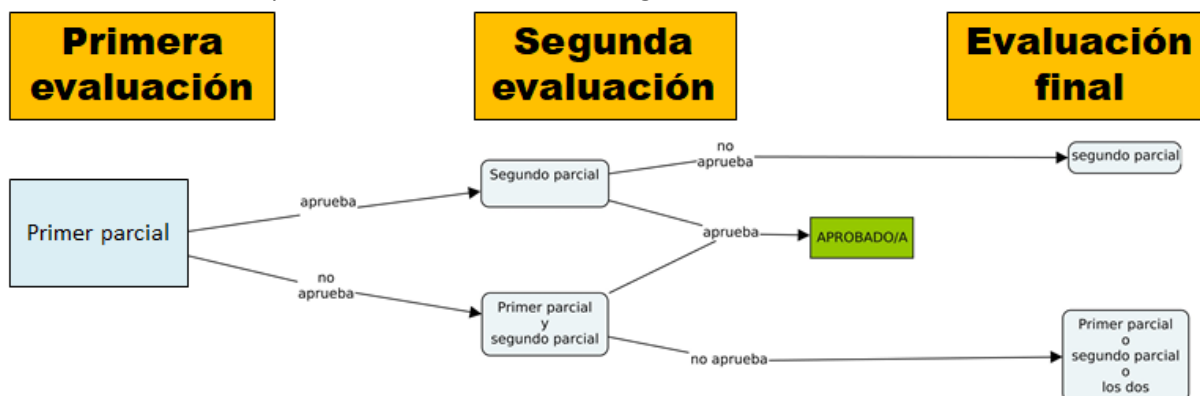 Primera
evaluación
Segunda
evaluación
Evaluación
final
Primer parcial
aprueba
no
aprueba
Segundo parcial
Primer parcial
y
segundo parcial
no
aprueba
aprueba
no aprueba
APROBADO/A
segundo parcial
Primer parcial
o
segundo parcial
o
los dos